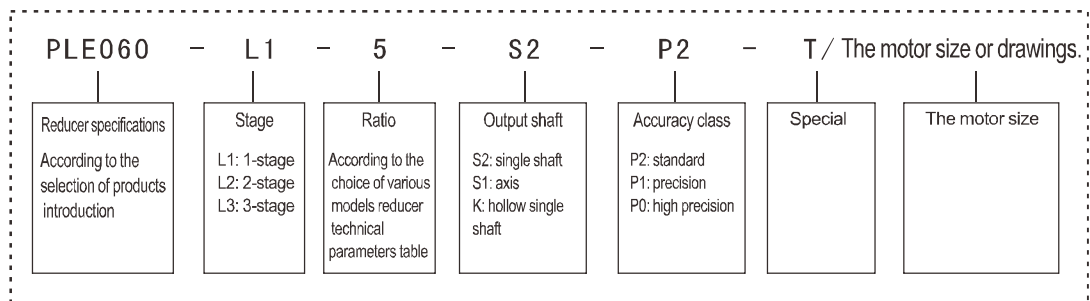 PLE060 - L1 - 5 - S2 - P2 - T / The motor size or drawings.
Reducer specifications
According to the
selection of products
introduction
Stage
L1: 1-stage
L2: 2-stage
L3: 3-stage
Ratio
According to the
choice of various
models reducer
technical
parameters table
Output shaft
S2: single shaft
S1: axis
K: hollow single
shaft
Accuracy class
P2: standard
P1: precision
P0: high precision
Special
The motor size